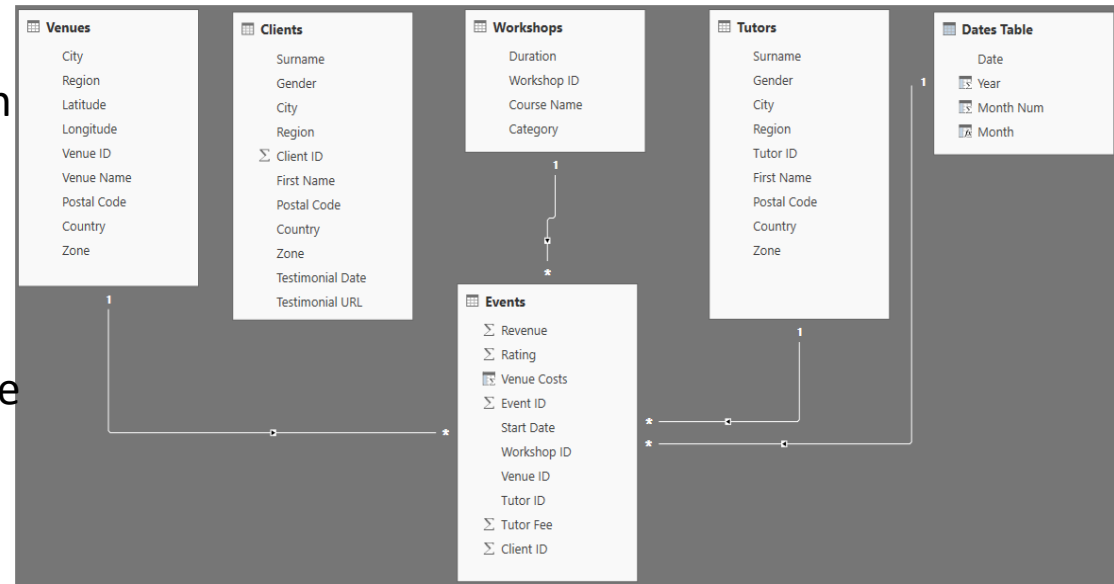 Venues
City
Region
Latitude
Longitude
Venue ID
Venue Name
Postal Code
Country
Zone
Clients
Surname
Gender
City
Region
Σ Client ID
First Name
Postal Code
Country
Zone
Testimonial Date
Testimonial URL
Workshops
Duration
Workshop ID
Course Name
Category
Tutors
Surname
Gender
City
Region
Tutor ID
First Name
Postal Code
Country
Zone
Dates Table
Date
Year
Month Num
Month
n
e
1
1
1
1
*
*
*
*
Events
Σ Revenue
Σ Rating
Venue Costs
Σ Event ID
Start Date
Workshop ID
Venue ID
Tutor ID
Σ Tutor Fee
Σ Client ID